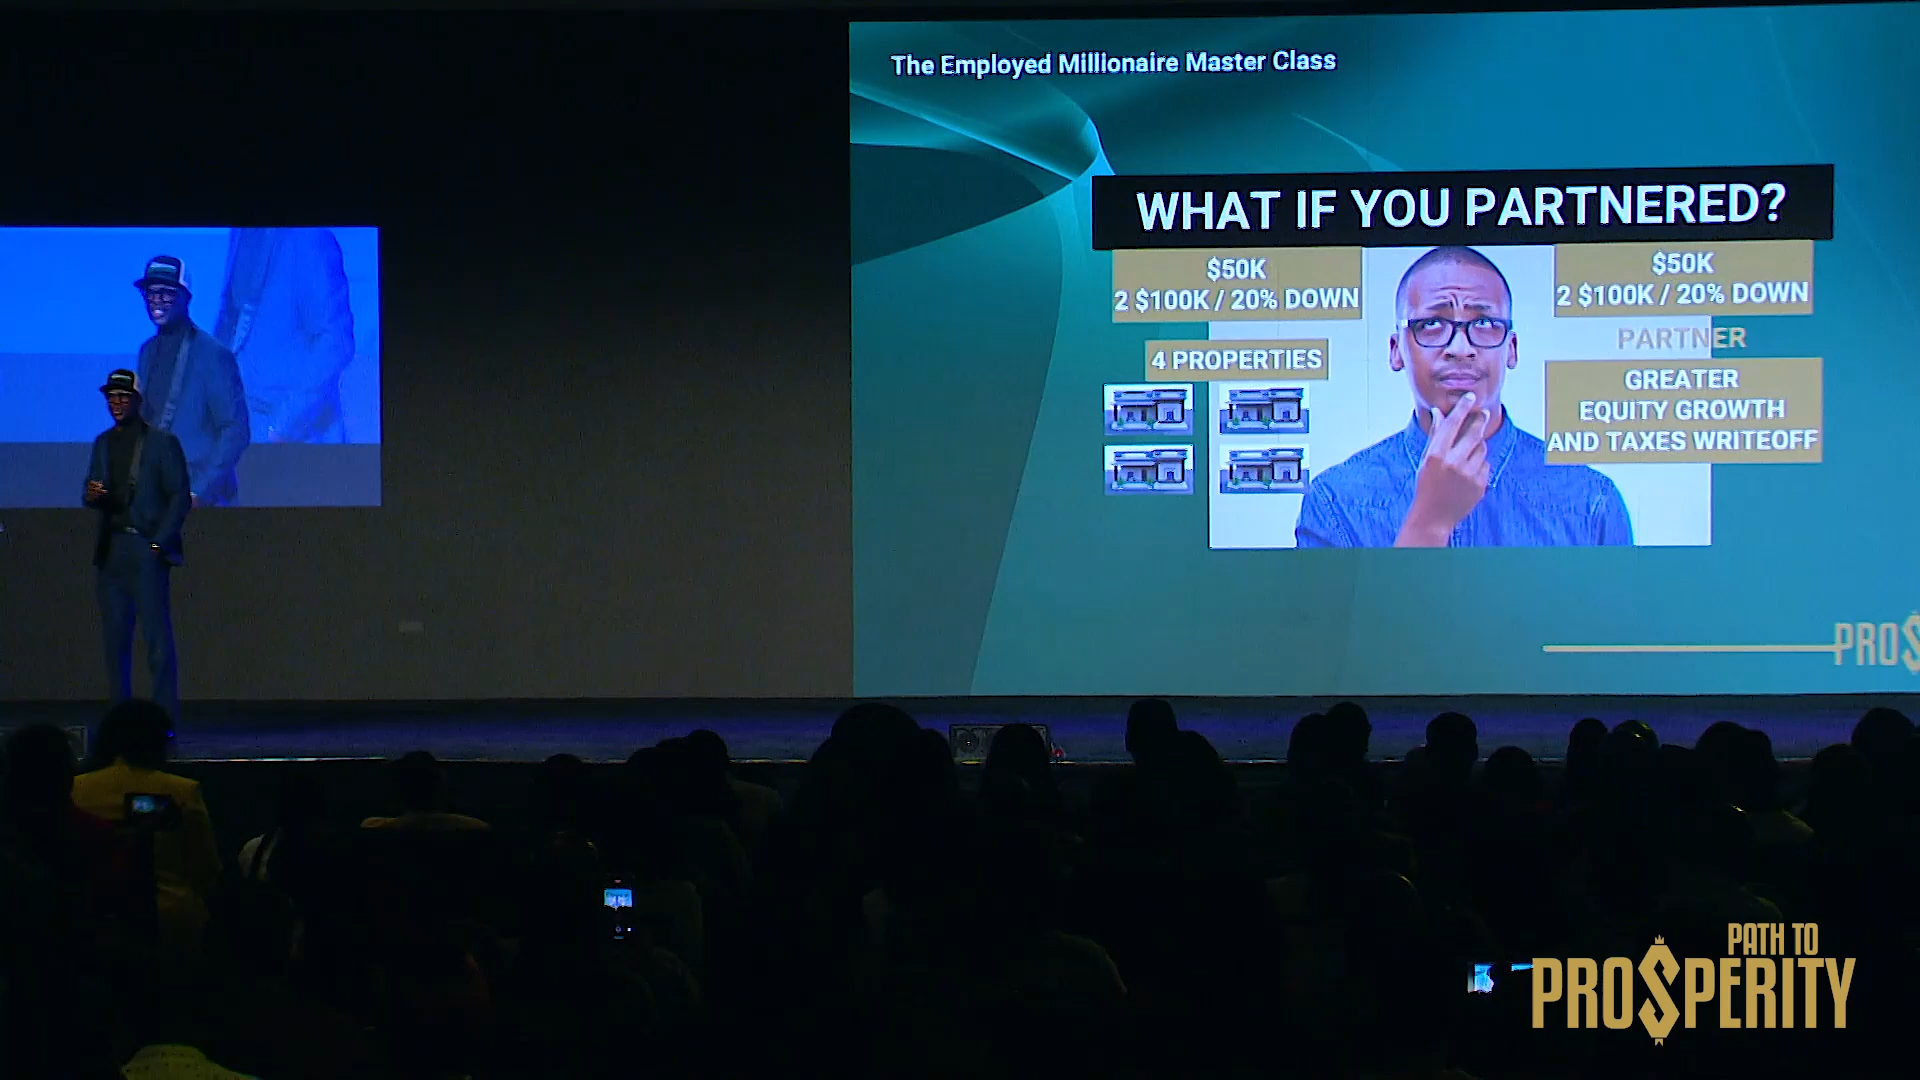 The Employed Millionaire Master Class
WHAT IF YOU PARTNERED?
$50K
2 $100K / 20% DOWN
$50K
2 $100K / 20% DOWN
PARTNER
4 PROPERTIES
GREATER
EQUITY GROWTH
AND TAXES WRITEOFF
PRO$
PATH TO
PRO$PERITY